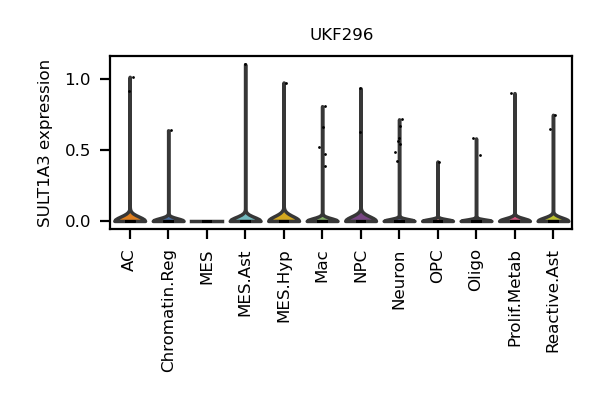 UKF296
SULT1A3 expression
1.0
0.5
0.0
AC
Chromatin.Reg
MES
MES.Ast
MES.Hyp
Mac
NPC
Neuron
OPC
Oligo
Prolif.Metab
Reactive.Ast